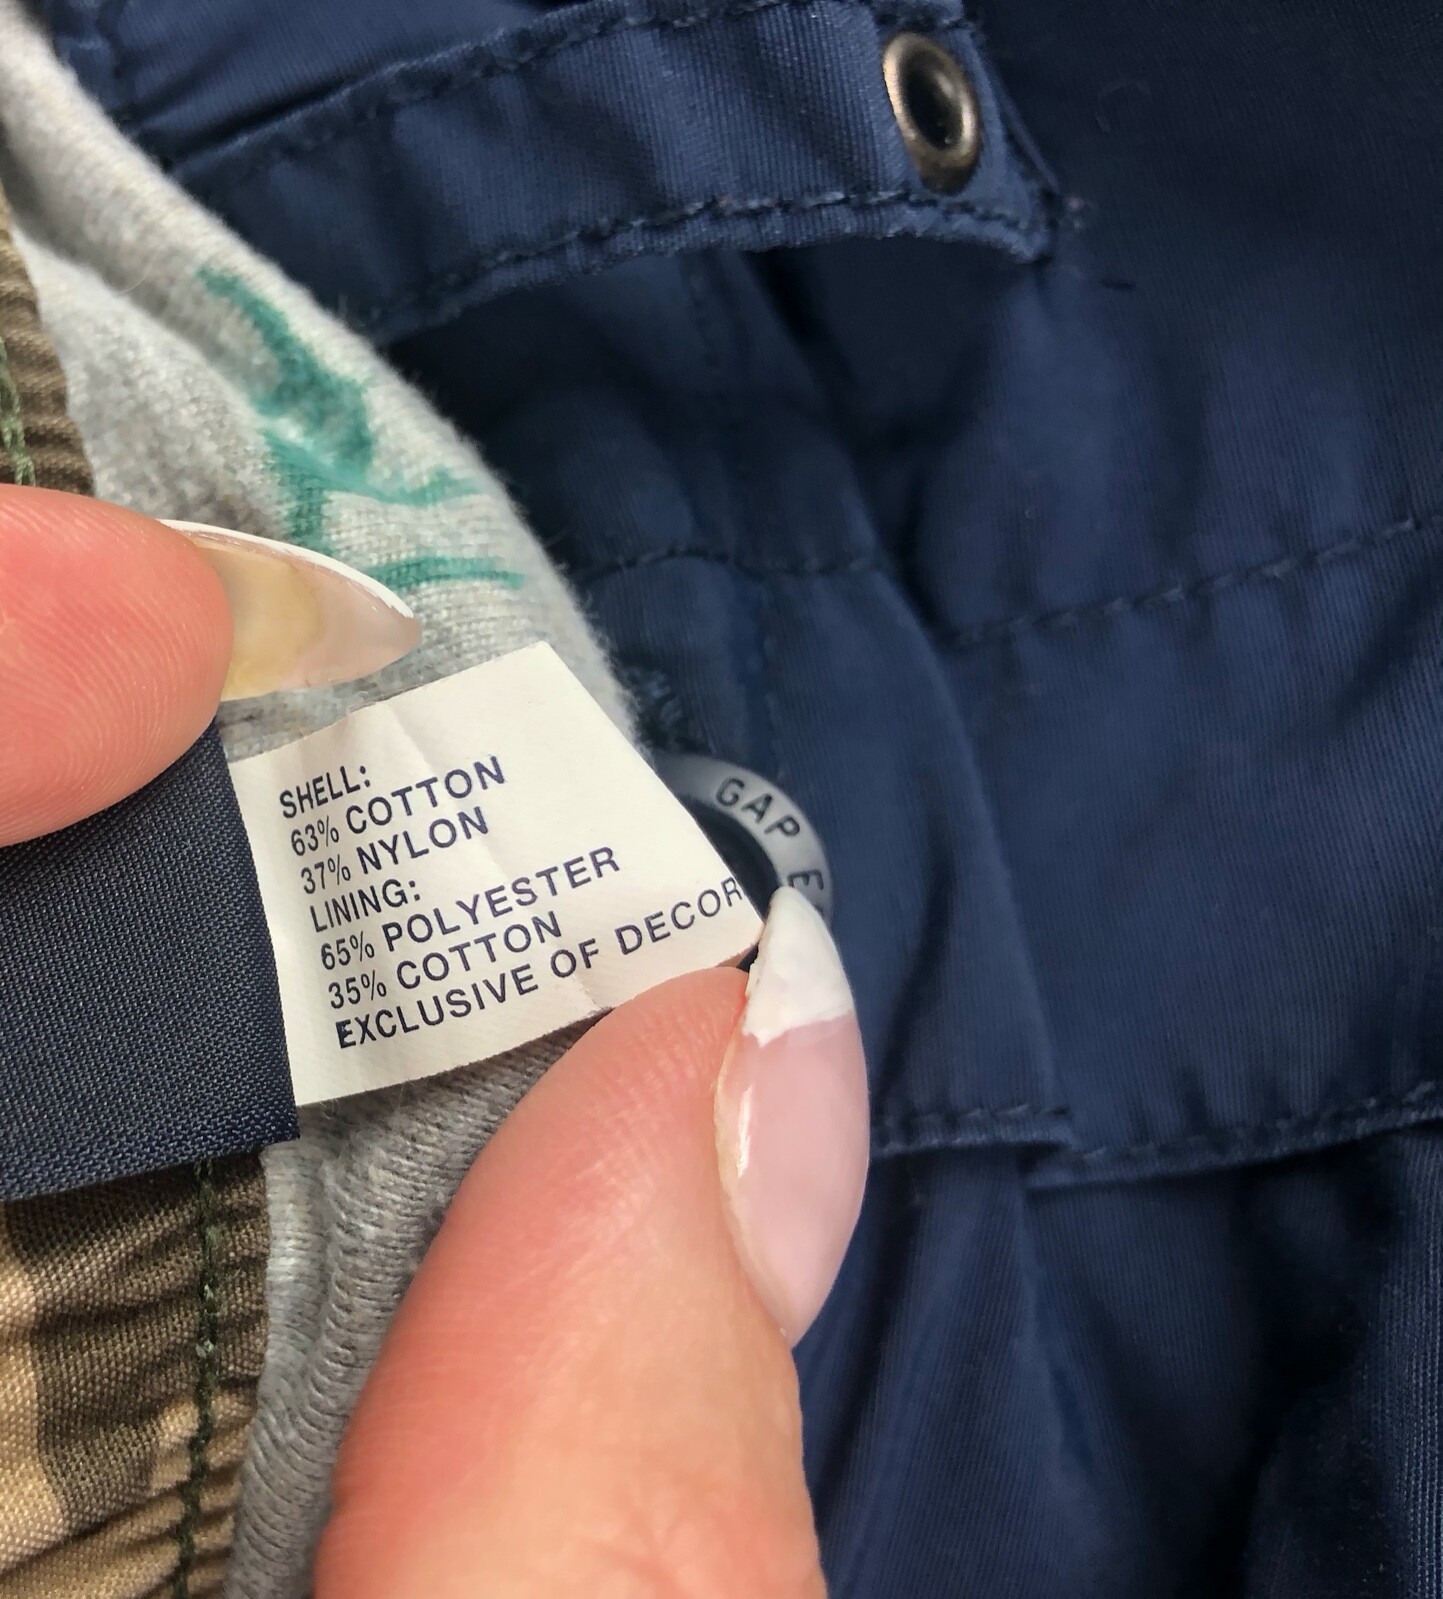 SHELL:
63% COTTON
37% NYLON
LINING:
65% POLYESTER
35% COTTON
EXCLUSIVE OF DECOR
GAP E